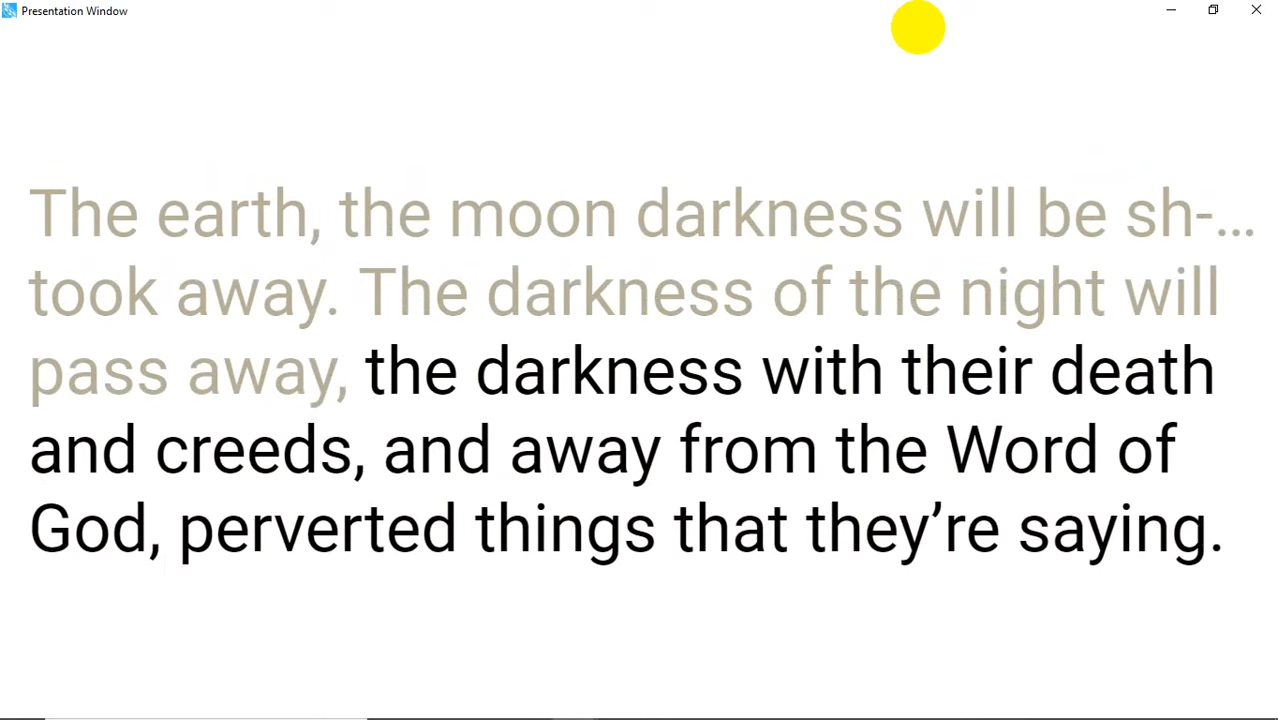 Presentation Window
The earth, the moon darkness will be sh-...
took away. The darkness of the night will
pass away, the darkness with their death
and creeds, and away from the Word of
God, perverted things that they’re saying.